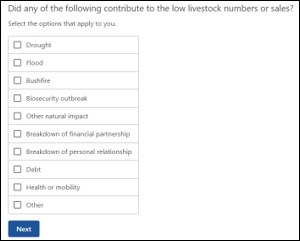 Did any of the following contribute to the low livestock numbers or sales?
Select the options that apply to you.
Drought
Flood
Bushfire
Biosecurity outbreak
Other natural impact
Breakdown of financial partnership
Breakdown of personal relationship
Debt
Health or mobility
Other
Next